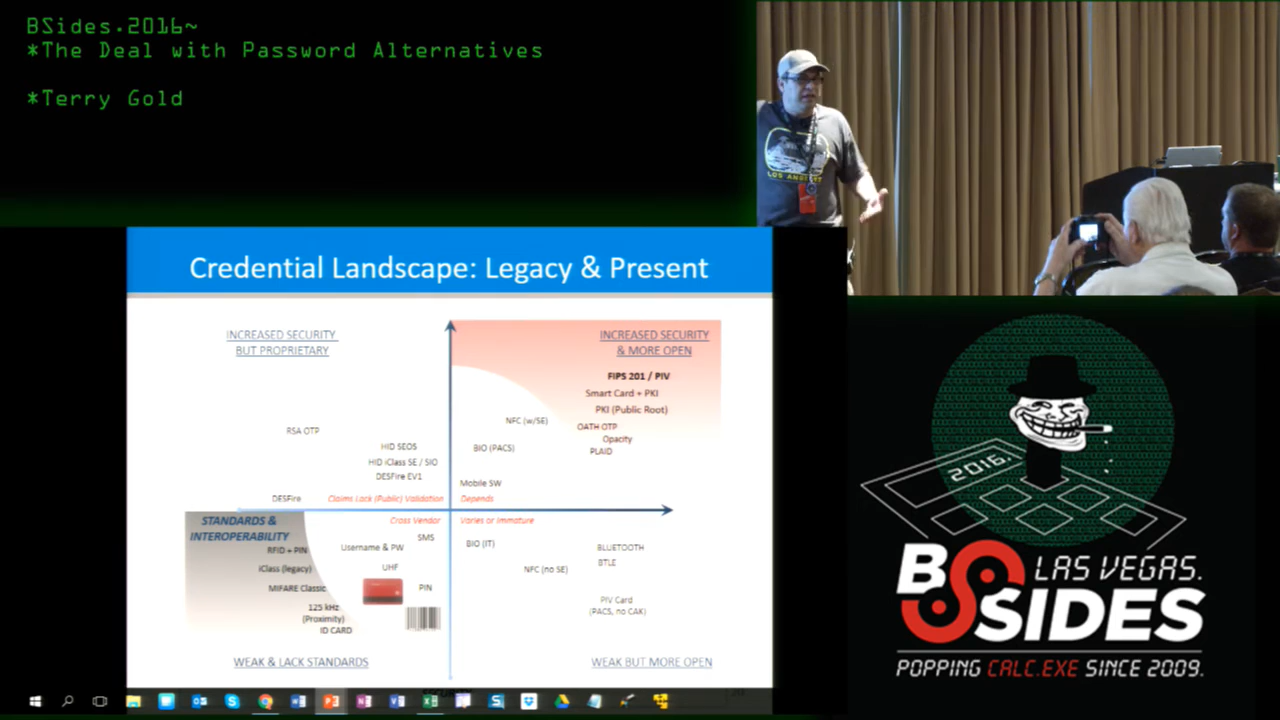 BSides.2016~
*The Deal with Password Alternatives
*Terry Gold
LOS ANGELES
Credential Landscape: Legacy & Present
INCREASED SECURITY
BUT PROPRIETARY
INCREASED SECURITY
& MORE OPEN
FIPS 201 / PIV
Smart Card + PKI
PKI (Public Root)
NFC (w/SE)
OATH OTP
RSA OTP
Opacity
HID SEOS
BIO (PACS)
PLAID
HID iClass SE / SIO
DESFire EV1
Mobile SW
DESFire
Claims Lack (Public) Validation
Depends
STANDARDS &
INTEROPERABILITY
Cross Vendor
Varies or Immature
SMS
RFID + PIN
Username & PW
BIO (IT)
BLUETOOTH
BTLE
iClass (legacy)
UHF
NFC (no SE)
MIFARE Classic
PIN
125 kHz
(Proximity)
PIV Card
(PACS, no CAK)
ID CARD
WEAK & LACK STANDARDS
WEAK BUT MORE OPEN
2016.
BSIDES
LAS VEGAS.
POPPING CALC.EXE SINCE 2009.